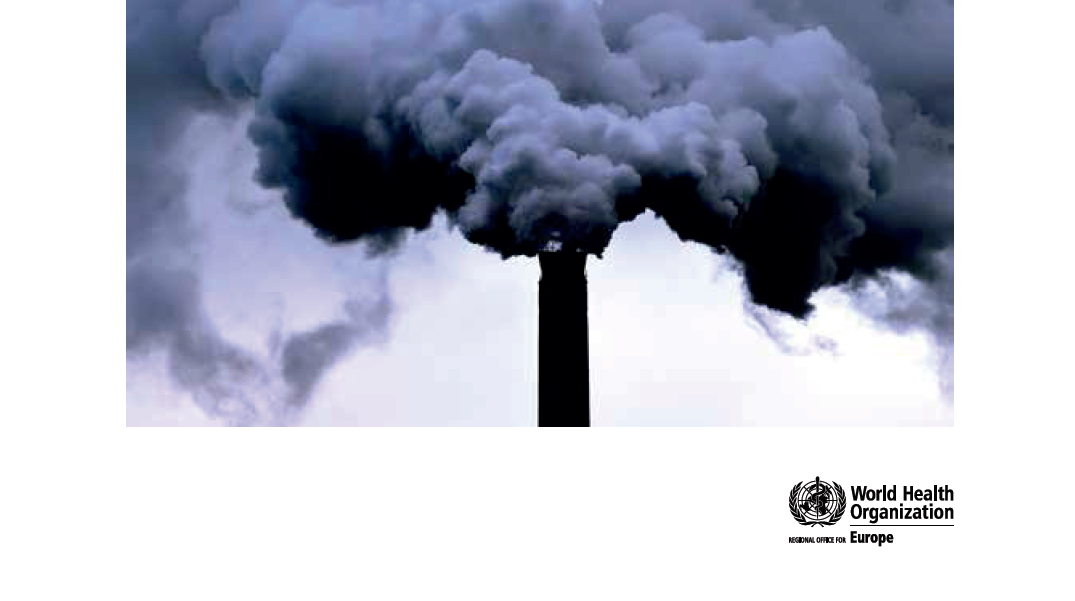 World Health
Organization
REGIONAL OFFICE FOR Europe